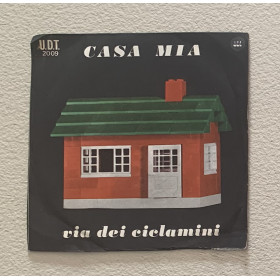 U.D.T.
2009
CASA MIA
via dei ciclamini